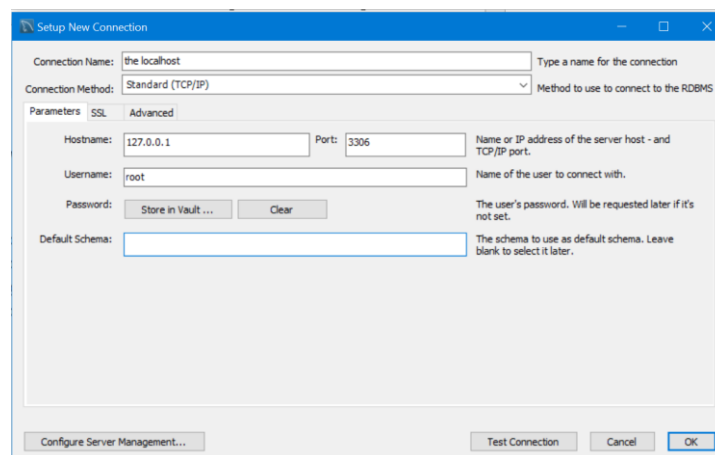 Setup New Connection
Connection Name: the localhost Type a name for the connection
Connection Method: Standard (TCP/IP) Method to use to connect to the RDBMS
Parameters SSL Advanced
Hostname: 127.0.0.1 Port: 3306 Name or IP address of the server host - and
TCP/IP port.
Username: root Name of the user to connect with.
Password: Store in Vault ... Clear The user's password. Will be requested later if it's
not set.
Default Schema: The schema to use as default schema. Leave
blank to select it later.
Configure Server Management... Test Connection Cancel OK